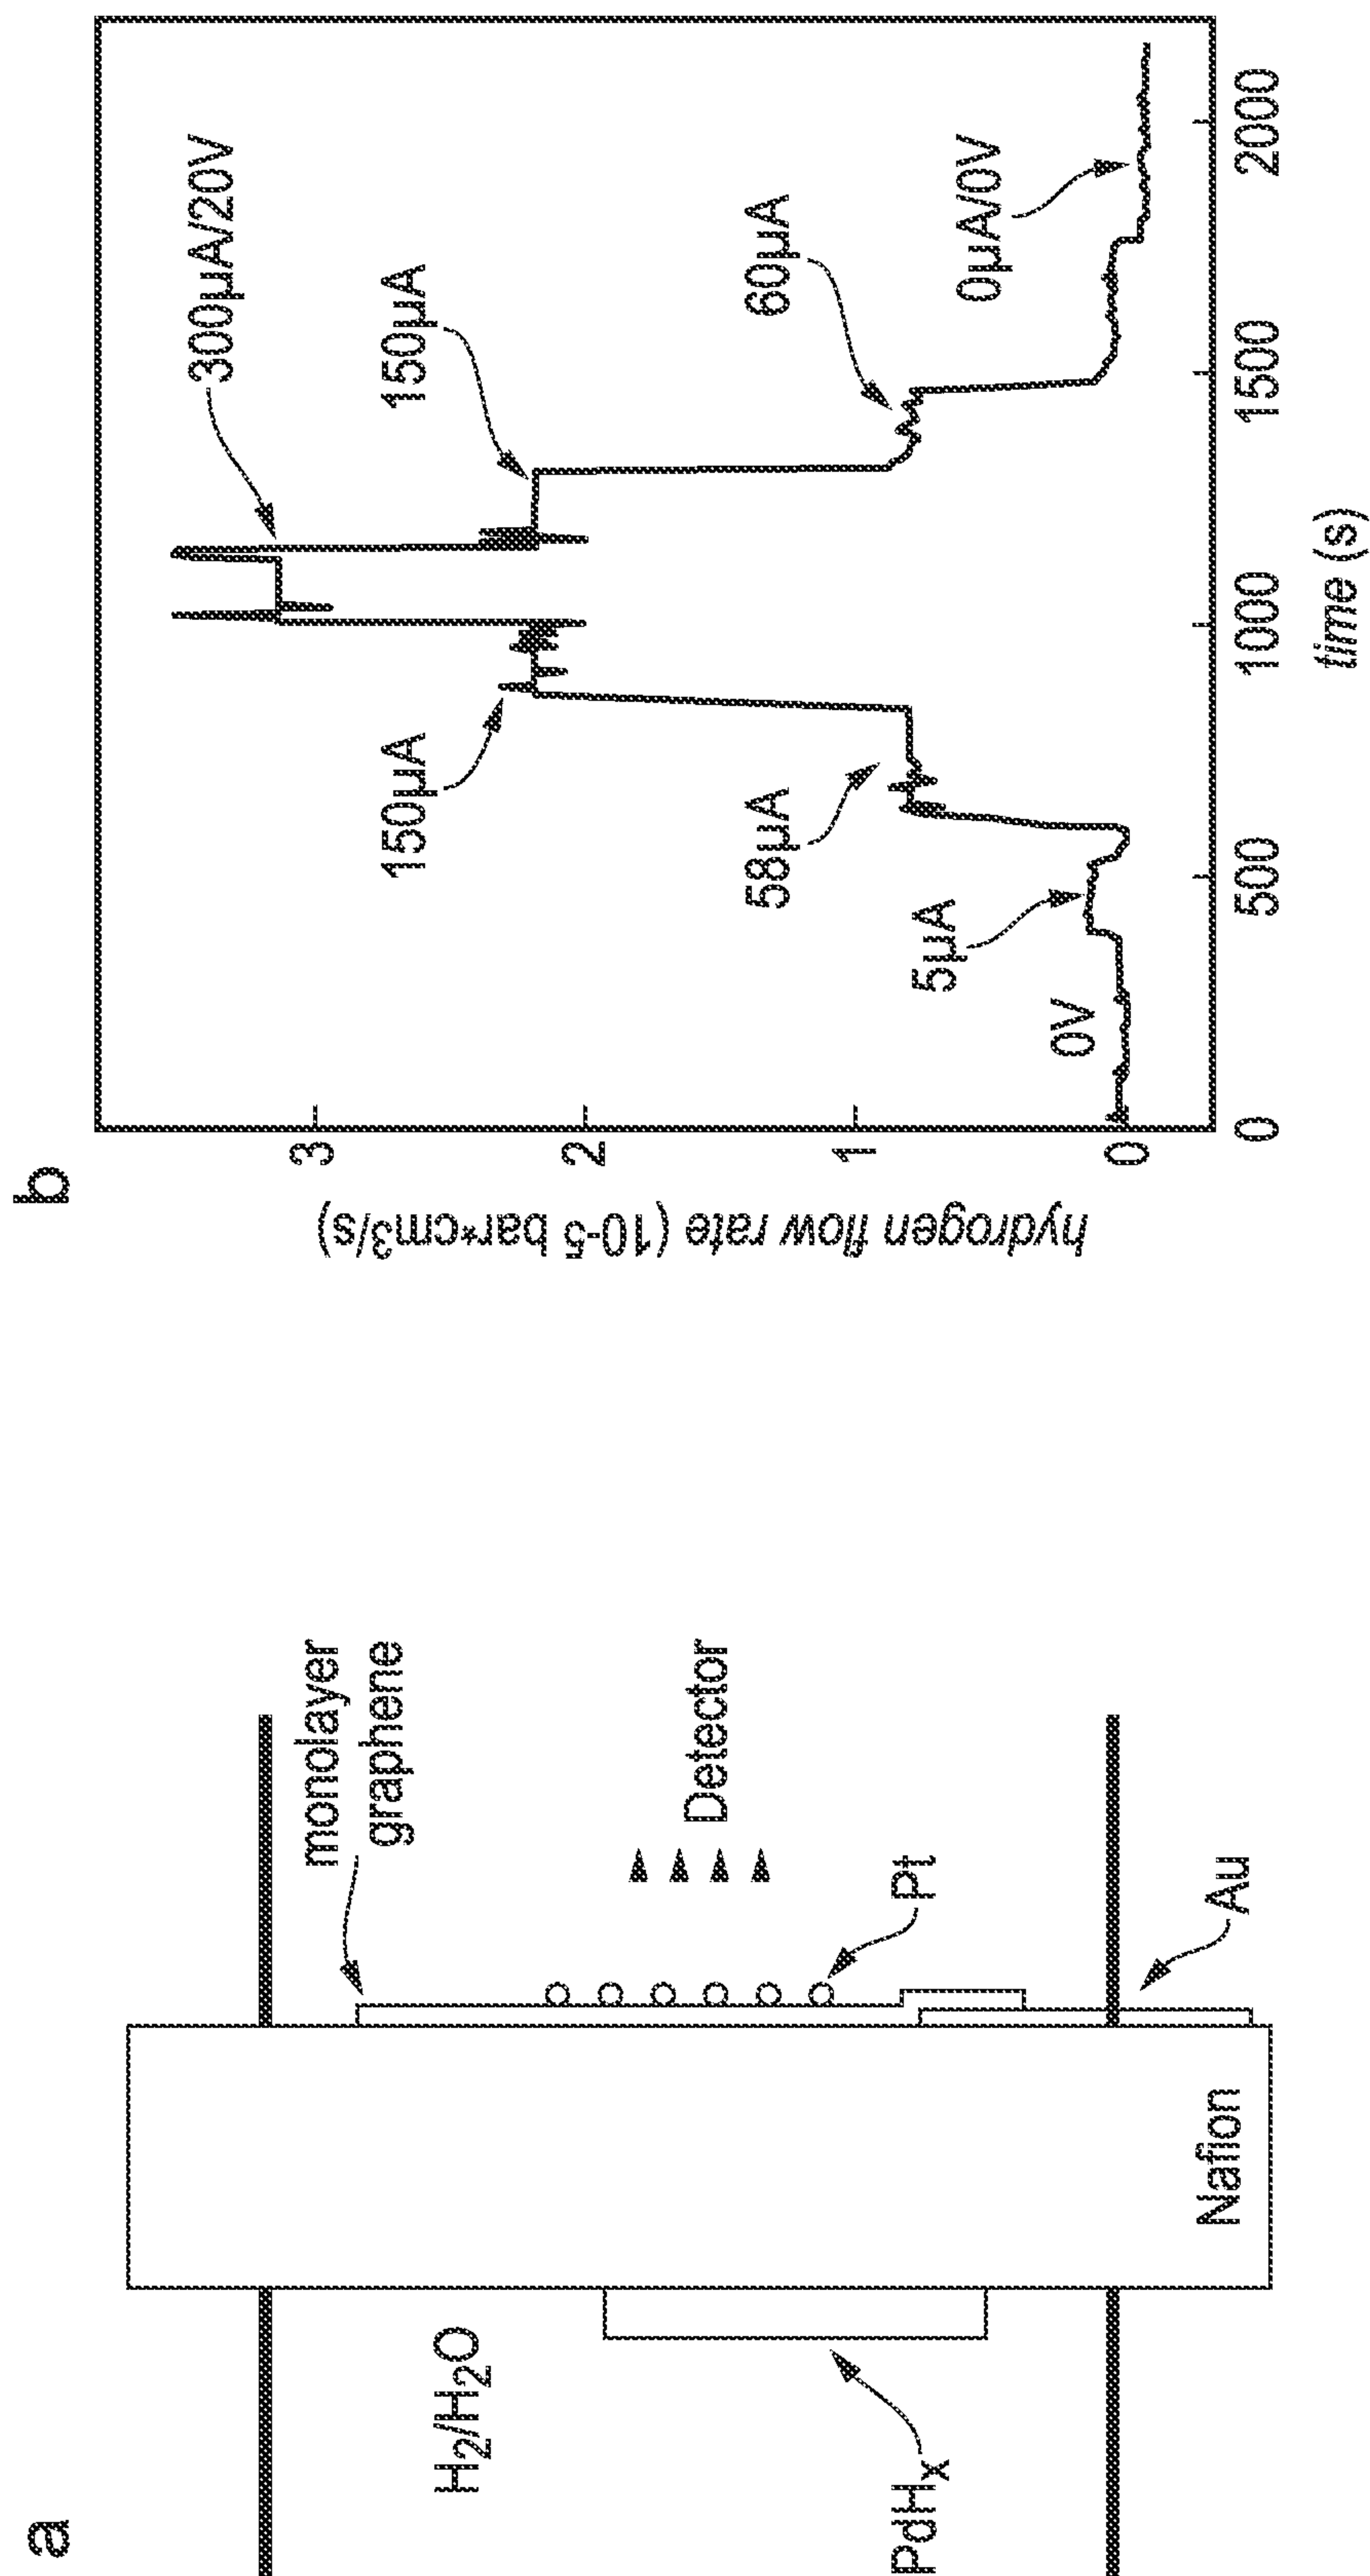 a
H₂/H₂O
PdHₓ
Nafion
monolayer
graphene
Detector
Pt
Au
b
hydrogen flow rate (10⁻⁵ bar*cm³/s)
3
2
1
0
300µA/20V
150µA
150µA
58µA
60µA
5µA
0V
0µA/0V
0 500 1000 1500 2000
time (s)